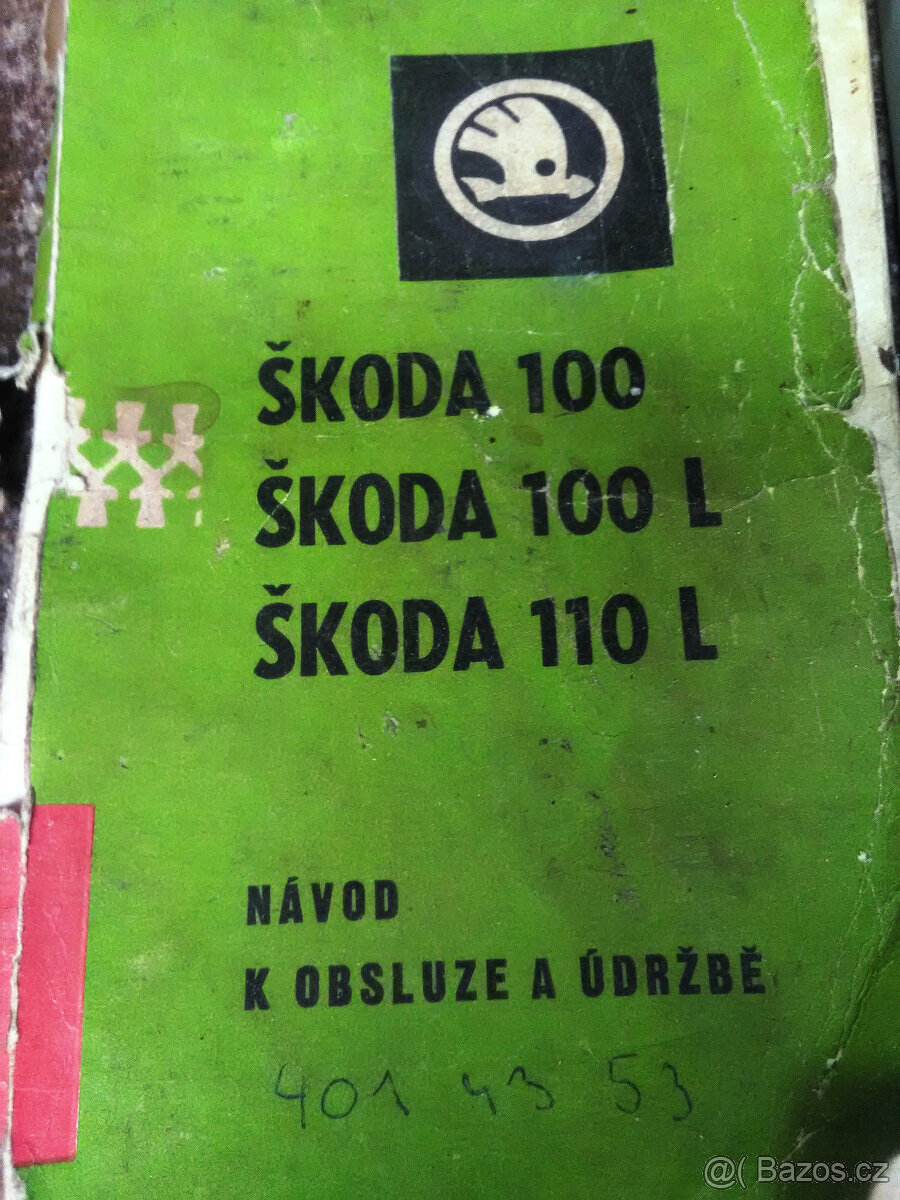 ŠKODA 100
ŠKODA 100 L
ŠKODA 110 L
NÁVOD
K OBSLUZE A ÚDRŽBĚ
401 43 53
@( Bazos.cz